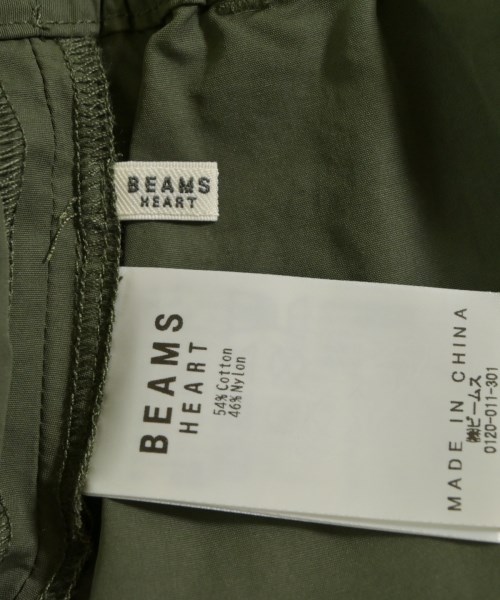 BEAMS
HEART
BEAMS
HEART
54% Cotton
46% Nylon
MADE IN CHINA
㈱ビームス
0120-011-301